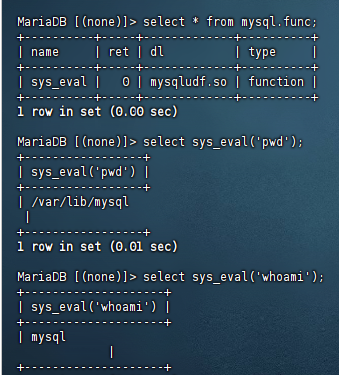 MariaDB [(none)]> select * from mysql.func;
+----------+-----+-------------+----------+
| name     | ret | dl          | type     |
+----------+-----+-------------+----------+
| sys_eval |   0 | mysqludf.so | function |
+----------+-----+-------------+----------+
1 row in set (0.00 sec)
MariaDB [(none)]> select sys_eval('pwd');
+-----------------+
| sys_eval('pwd') |
+-----------------+
| /var/lib/mysql
 |
+-----------------+
1 row in set (0.01 sec)
MariaDB [(none)]> select sys_eval('whoami');
+--------------------+
| sys_eval('whoami') |
+--------------------+
| mysql
             |
+--------------------+